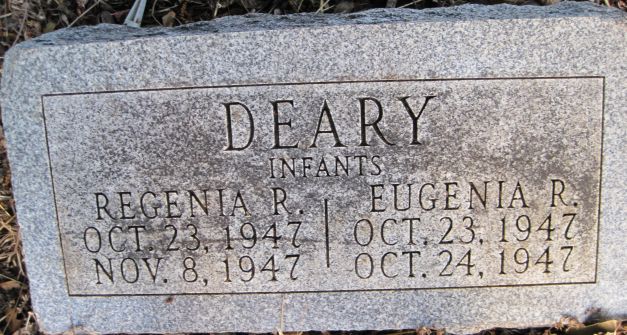 DEARY
INFANTS
REGENIA R.
OCT. 23, 1947
NOV. 8, 1947
EUGENIA R.
OCT. 23, 1947
OCT. 24, 1947